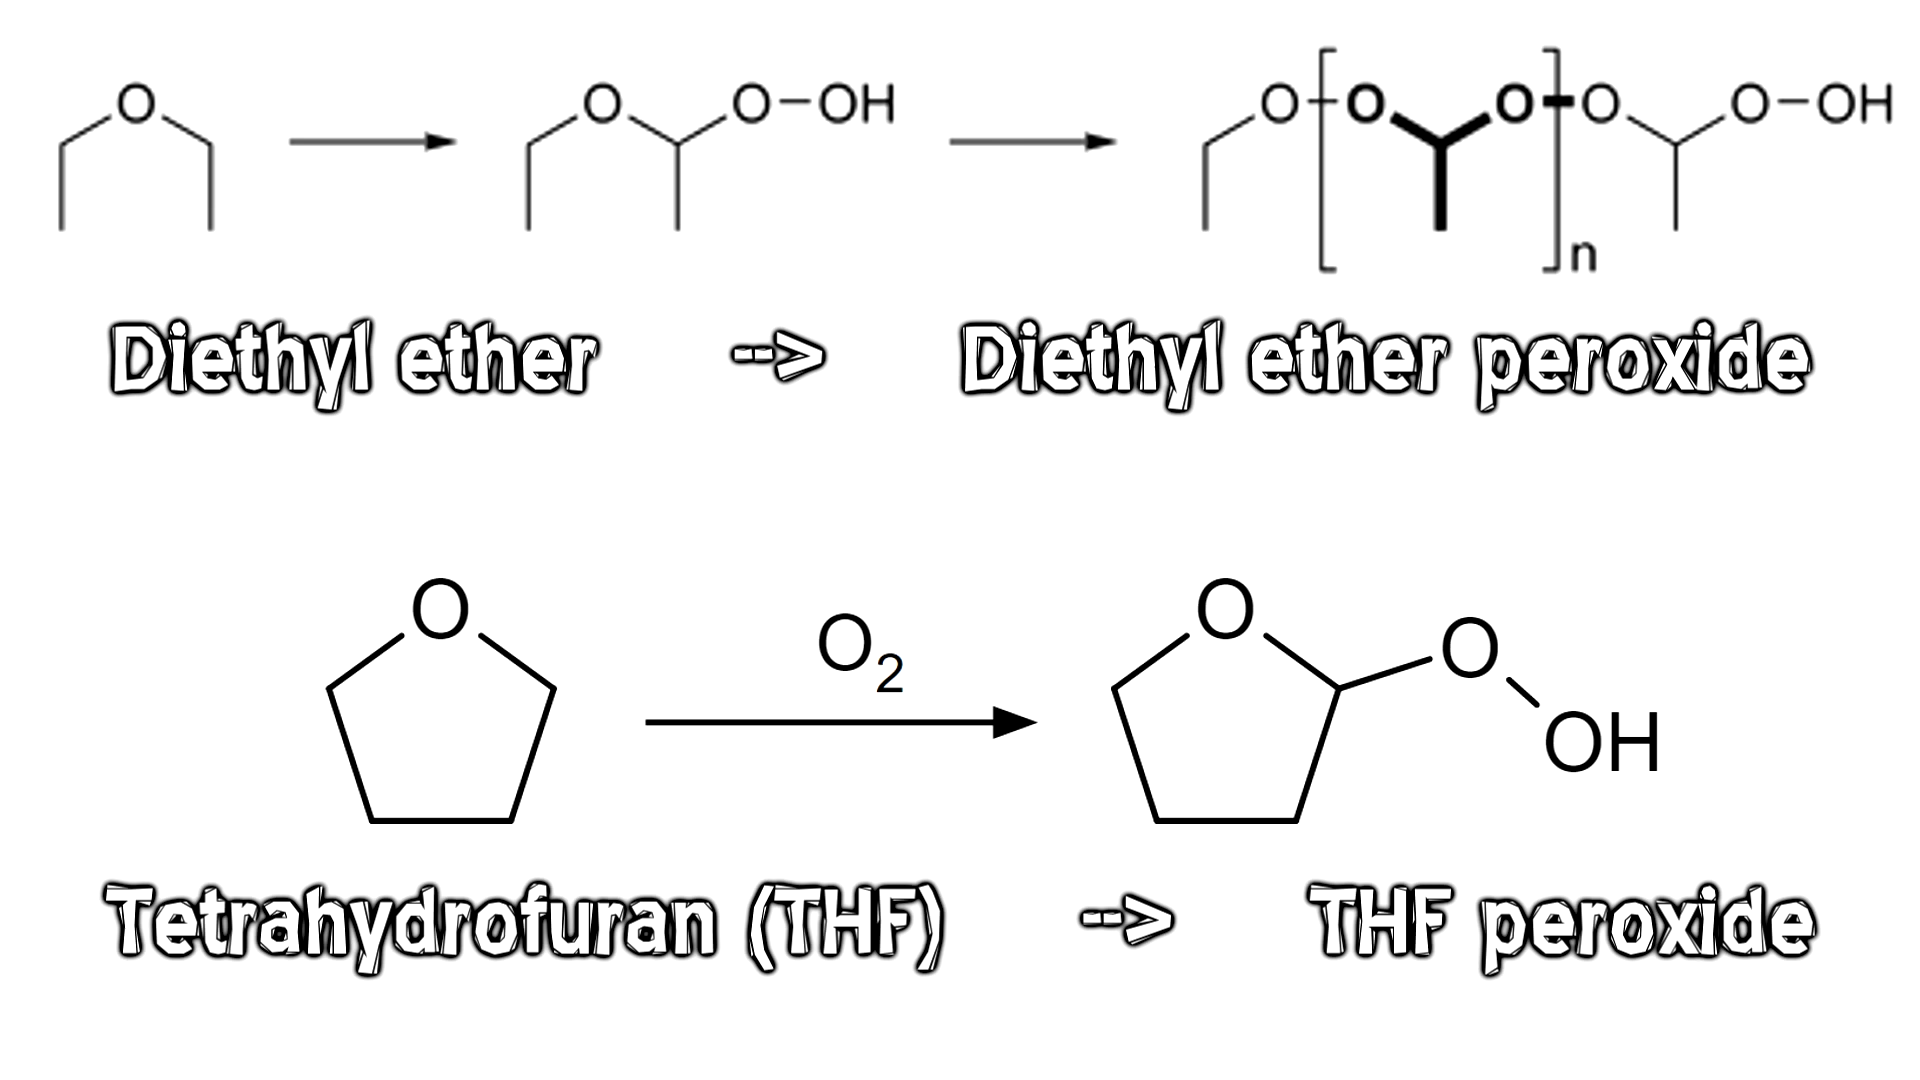 O O O–OH O O O O O–OH
n
Diethyl ether --> Diethyl ether peroxide
O O₂ O O
OH
Tetrahydrofuran (THF) --> THF peroxide